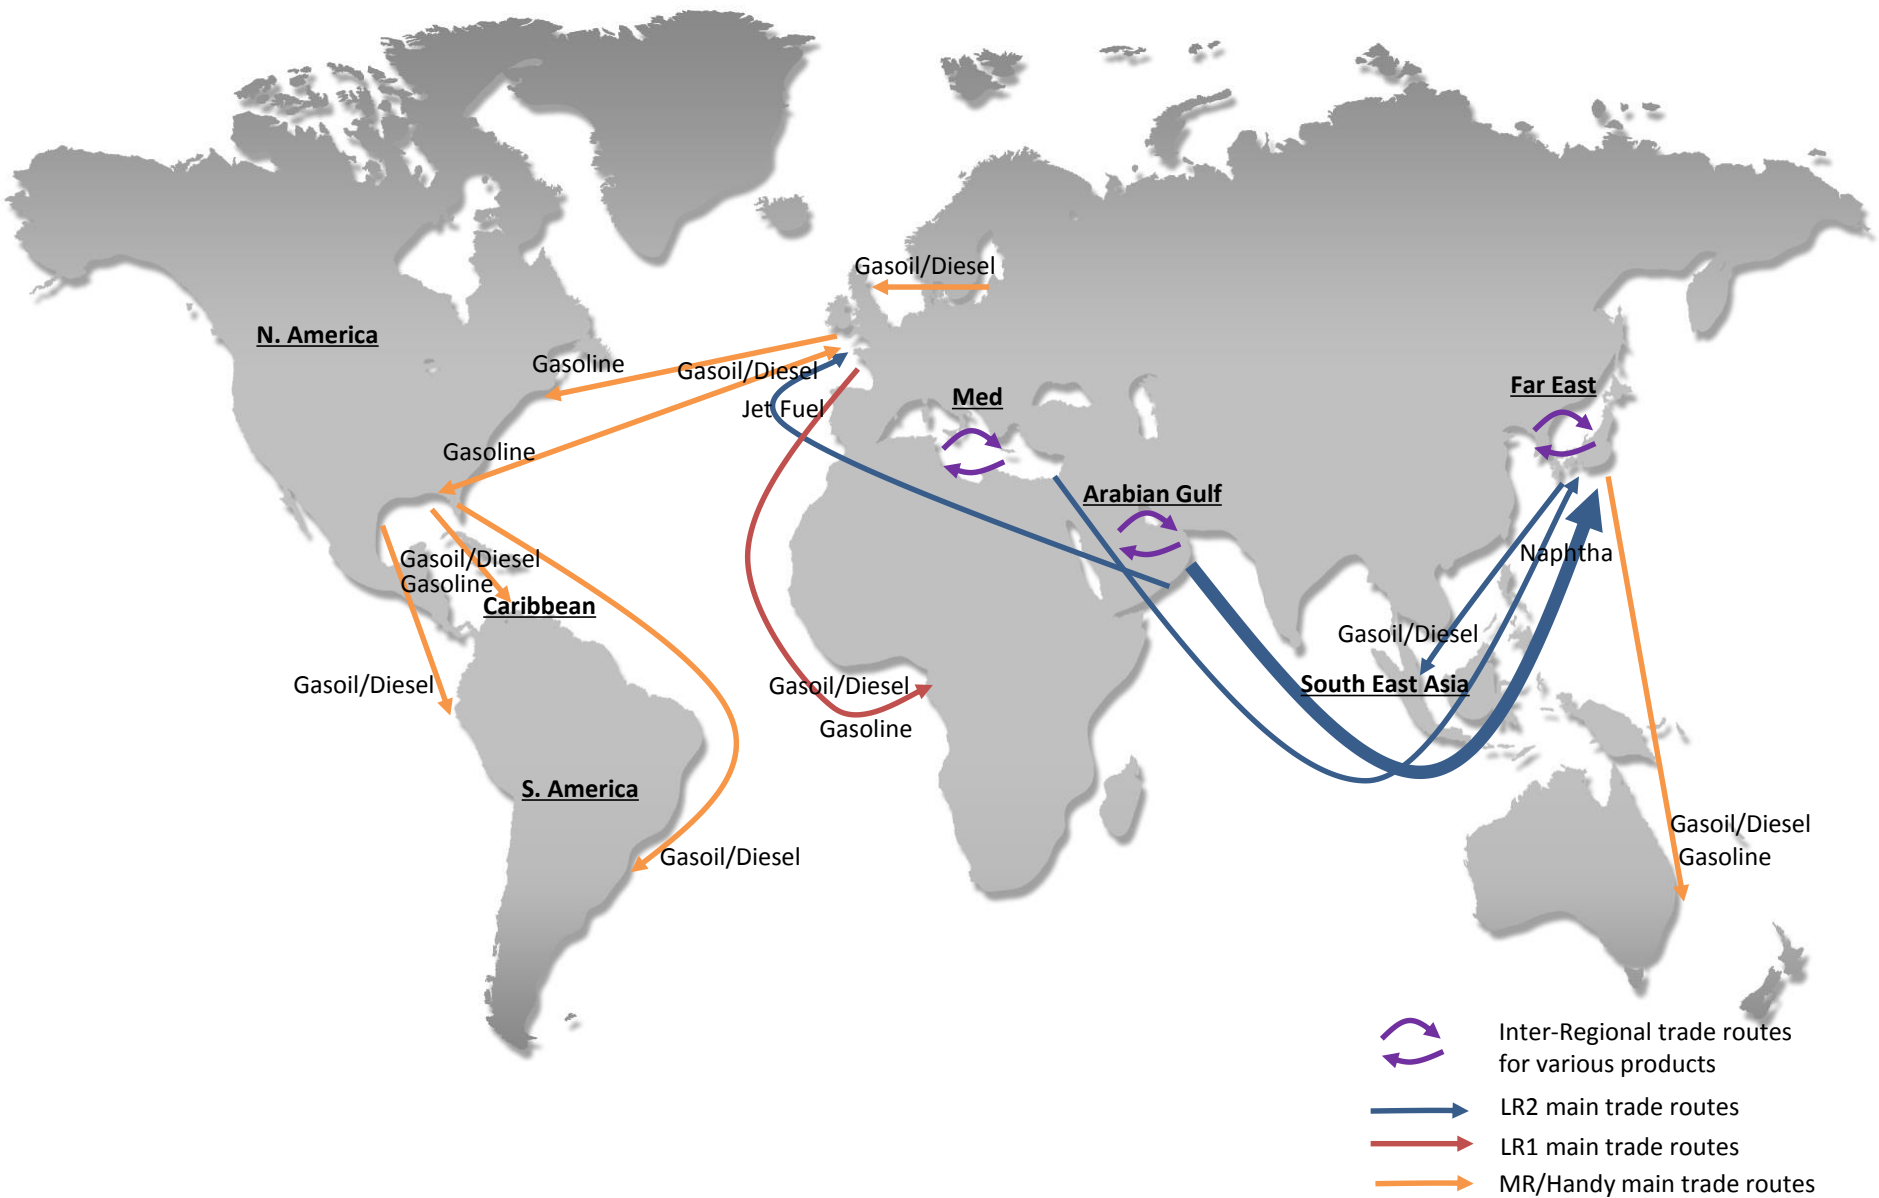 Gasoil/Diesel
N. America
Gasoline
Gasoil/Diesel
Jet Fuel
Med
Far East
Gasoline
Arabian Gulf
Naphtha
Gasoil/Diesel
Gasoline
Caribbean
Gasoil/Diesel
South East Asia
Gasoil/Diesel
Gasoil/Diesel
Gasoline
S. America
Gasoil/Diesel
Gasoil/Diesel
Gasoline
Inter-Regional trade routes
for various products
LR2 main trade routes
LR1 main trade routes
MR/Handy main trade routes